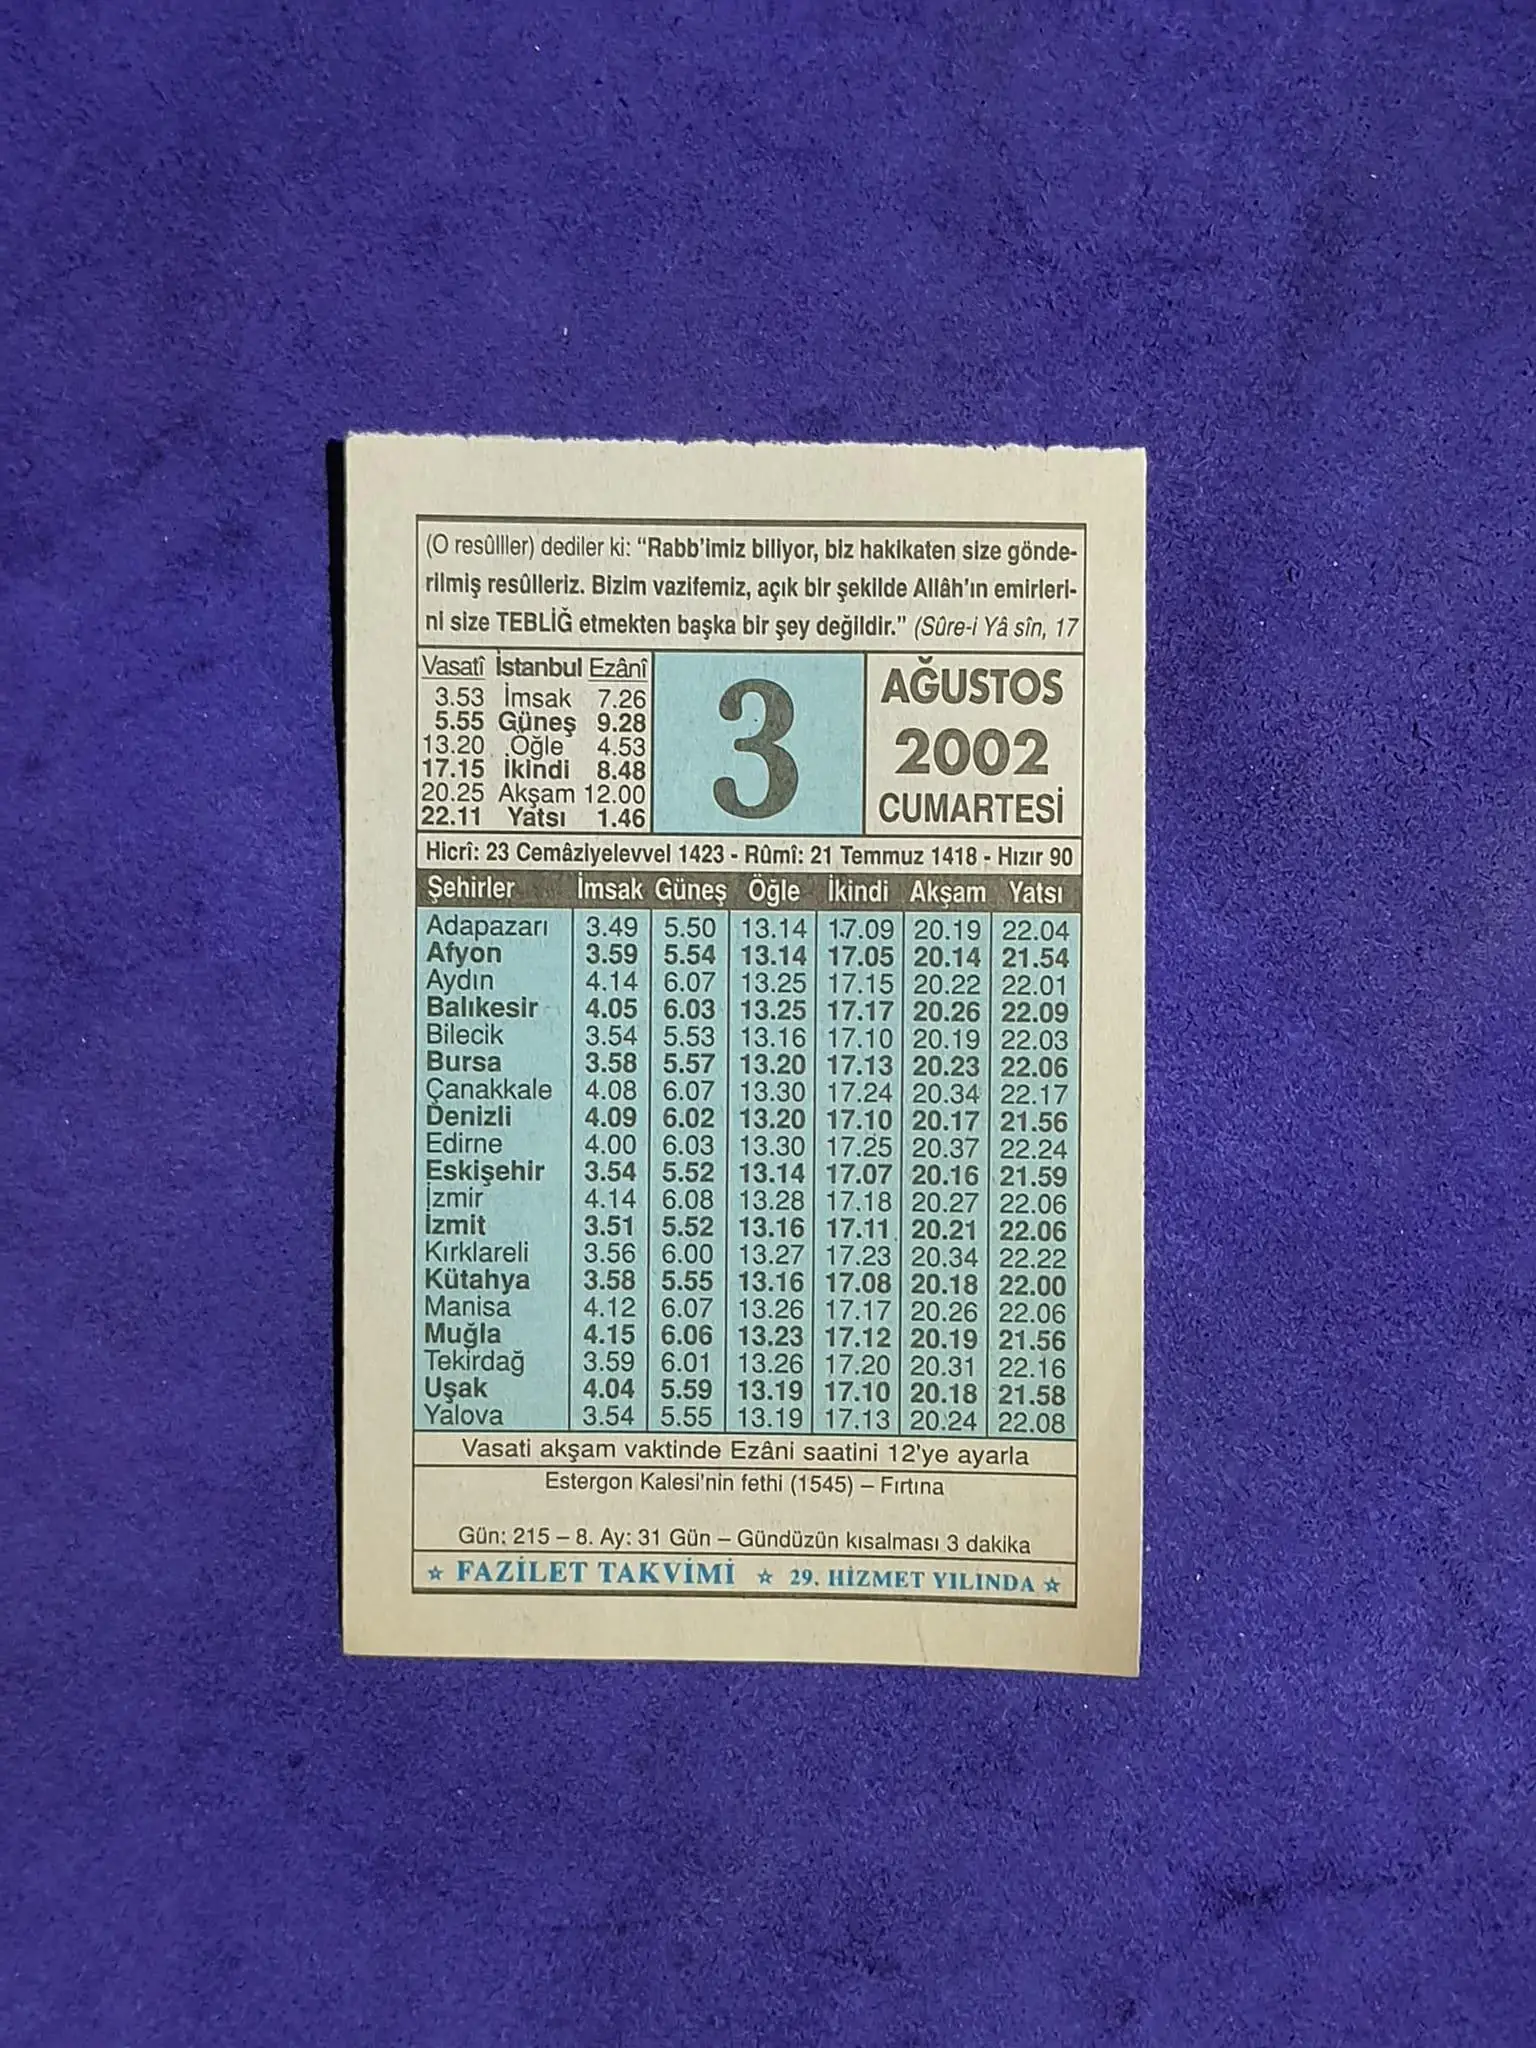 (O resûlller) dediler ki: “Rabb’imiz biliyor, biz hakikaten size gönde-
rilmiş resûlleriz. Bizim vazifemiz, açık bir şekilde Allâh’ın emirleri-
ni size TEBLİĞ etmekten başka bir şey değildir.” (Sûre-i Yâ sîn, 17
Vasatî İstanbul Ezânî
3.53 İmsak 7.26
5.55 Güneş 9.28
13.20 Öğle 4.53
17.15 İkindi 8.48
20.25 Akşam 12.00
22.11 Yatsı 1.46
3
AĞUSTOS
2002
CUMARTESİ
Hicrî: 23 Cemâziyelevvel 1423 - Rûmî: 21 Temmuz 1418 - Hızır 90
Şehirler İmsak Güneş Öğle İkindi Akşam Yatsı
Adapazarı 3.49 5.50 13.14 17.09 20.19 22.04
Afyon 3.59 5.54 13.14 17.05 20.14 21.54
Aydın 4.14 6.07 13.25 17.15 20.22 22.01
Balıkesir 4.05 6.03 13.25 17.17 20.26 22.09
Bilecik 3.54 5.53 13.16 17.10 20.19 22.03
Bursa 3.58 5.57 13.20 17.13 20.23 22.06
Çanakkale 4.08 6.07 13.30 17.24 20.34 22.17
Denizli 4.09 6.02 13.20 17.10 20.17 21.56
Edirne 4.00 6.03 13.30 17.25 20.37 22.24
Eskişehir 3.54 5.52 13.14 17.07 20.16 21.59
İzmir 4.14 6.08 13.28 17.18 20.27 22.06
İzmit 3.51 5.52 13.16 17.11 20.21 22.06
Kırklareli 3.56 6.00 13.27 17.23 20.34 22.22
Kütahya 3.58 5.55 13.16 17.08 20.18 22.00
Manisa 4.12 6.07 13.26 17.17 20.26 22.06
Muğla 4.15 6.06 13.23 17.12 20.19 21.56
Tekirdağ 3.59 6.01 13.26 17.20 20.31 22.16
Uşak 4.04 5.59 13.19 17.10 20.18 21.58
Yalova 3.54 5.55 13.19 17.13 20.24 22.08
Vasati akşam vaktinde Ezâni saatini 12’ye ayarla
Estergon Kalesi’nin fethi (1545) – Fırtına
Gün: 215 – 8. Ay: 31 Gün – Gündüzün kısalması 3 dakika
☆ FAZİLET TAKVİMİ ☆ 29. HİZMET YILINDA ☆